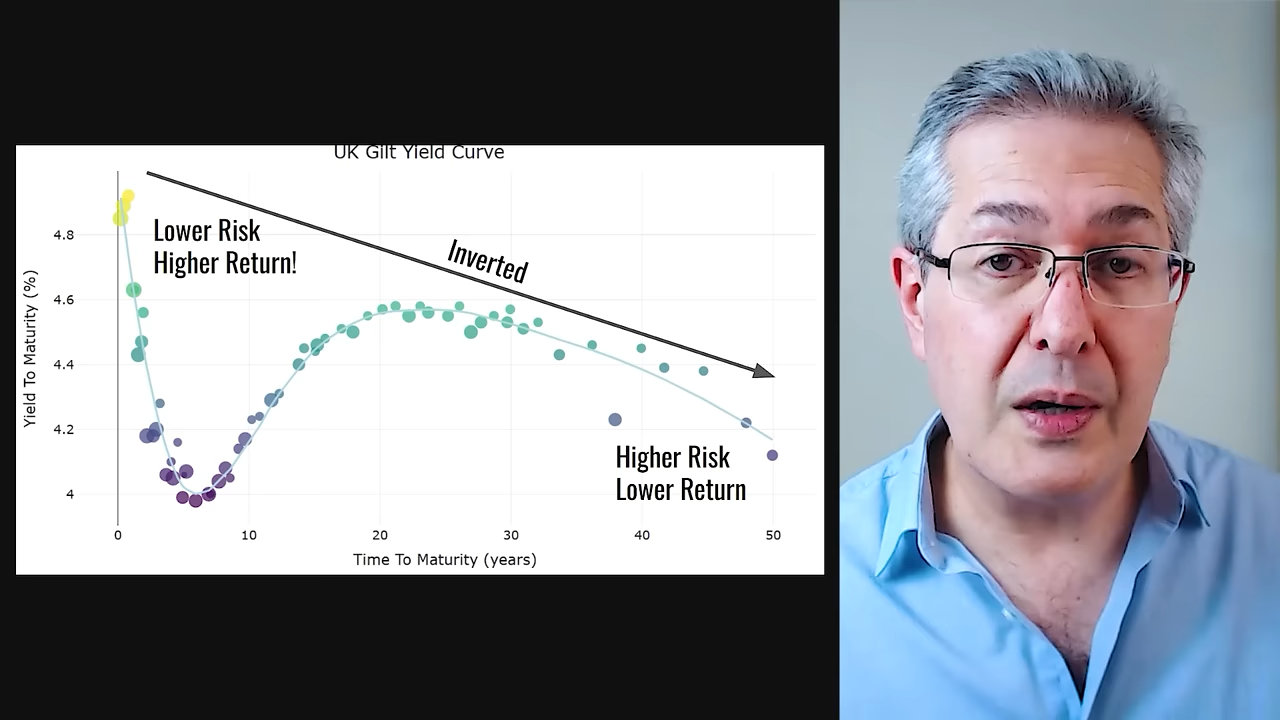 UK Gilt Yield Curve
Lower Risk
Higher Return!
Inverted
Higher Risk
Lower Return
Yield To Maturity (%)
4.8
4.6
4.4
4.2
4
0
10
20
30
40
50
Time To Maturity (years)